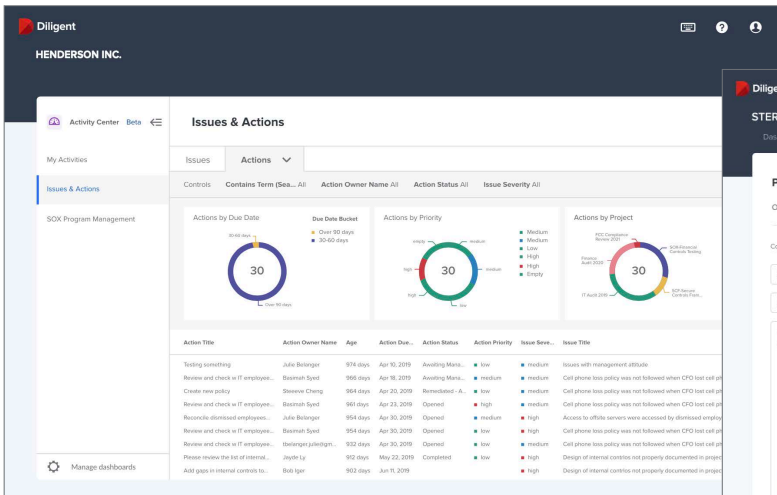 Diligent
HENDERSON INC.
Dilige
STER
Das
Activity Center Beta
My Activities
Issues & Actions
SOX Program Management
Manage dashboards
Issues & Actions
Issues Actions
Controls Contains Term (Sea... All Action Owner Name All Action Status All Issue Severity All
Actions by Due Date
Due Date Bucket
Over 90 days
30-60 days
30-60 days
30
Over 90 days
Actions by Priority
empty
medium
high
30
medium
high
low
Medium
Medium
Low
High
High
Empty
Actions by Project
FCC Compliance
Review 2021
SOX-Financial
Controls Testing
Finance
Audit 2020
30
IT Audit 2019
Controls From...
Action Title Action Owner Name Age Action Due... Action Status Action Priority Issue Seve... Issue Title
Testing something Julie Belanger 974 days Apr 10, 2019 Awaiting Mana... low medium Issues with management attitude
Review and check w IT employee... Basimah Syed 966 days Apr 18, 2019 Awaiting Mana... medium medium Cell phone loss policy was not followed when CFO lost cell ph
Create new policy Steveve Cheng 964 days Apr 20, 2019 Remediated - A... low medium Cell phone loss policy was not followed when CFO lost cell ph
Review and check w IT employee... Basimah Syed 961 days Apr 23, 2019 Opened high medium Cell phone loss policy was not followed when CFO lost cell ph
Reconcile dismissed employees... Julie Belanger 954 days Apr 30, 2019 Opened medium high Access to offsite servers were accessed by dismissed employ
Review and check w IT employee... Basimah Syed 954 days Apr 30, 2019 Opened low high Cell phone loss policy was not followed when CFO lost cell ph
Review and check w IT employee... 932 days Apr 30, 2019 Opened low medium Cell phone loss policy was not followed when CFO lost cell ph
Please review the list of internal... Jaydie Ly 912 days May 22, 2019 Completed low high Design of internal contrlos not properly documented in projec
Add gaps in internal controls to... Bob Iger 902 days Jun 11, 2019 high Design of internal contrlos not properly documented in projec
P
O
Co